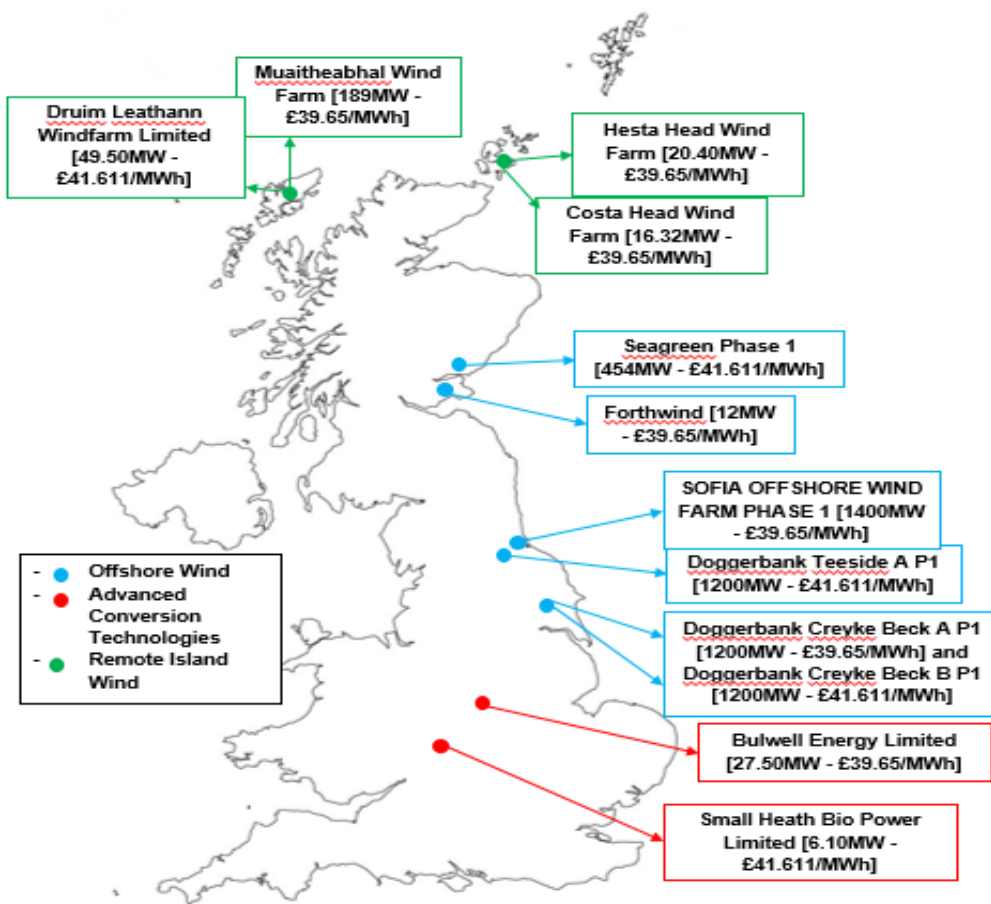 Muaitheabhal Wind
Farm [189MW -
£39.65/MWh]
Druim Leathann
Windfarm Limited
[49.50MW -
£41.611/MWh]
Hesta Head Wind
Farm [20.40MW -
£39.65/MWh]
Costa Head Wind
Farm [16.32MW -
£39.65/MWh]
Seagreen Phase 1
[454MW - £41.611/MWh]
Forthwind [12MW
- £39.65/MWh]
SOFIA OFFSHORE WIND
FARM PHASE 1 [1400MW
- £39.65/MWh]
Doggerbank Teeside A P1
[1200MW - £41.611/MWh]
Doggerbank Creyke Beck A P1
[1200MW - £39.65/MWh] and
Doggerbank Creyke Beck B P1
[1200MW - £41.611/MWh]
Bulwell Energy Limited
[27.50MW - £39.65/MWh]
Small Heath Bio Power
Limited [6.10MW -
£41.611/MWh]
- Offshore Wind
- Advanced
Conversion
Technologies
- Remote Island
Wind